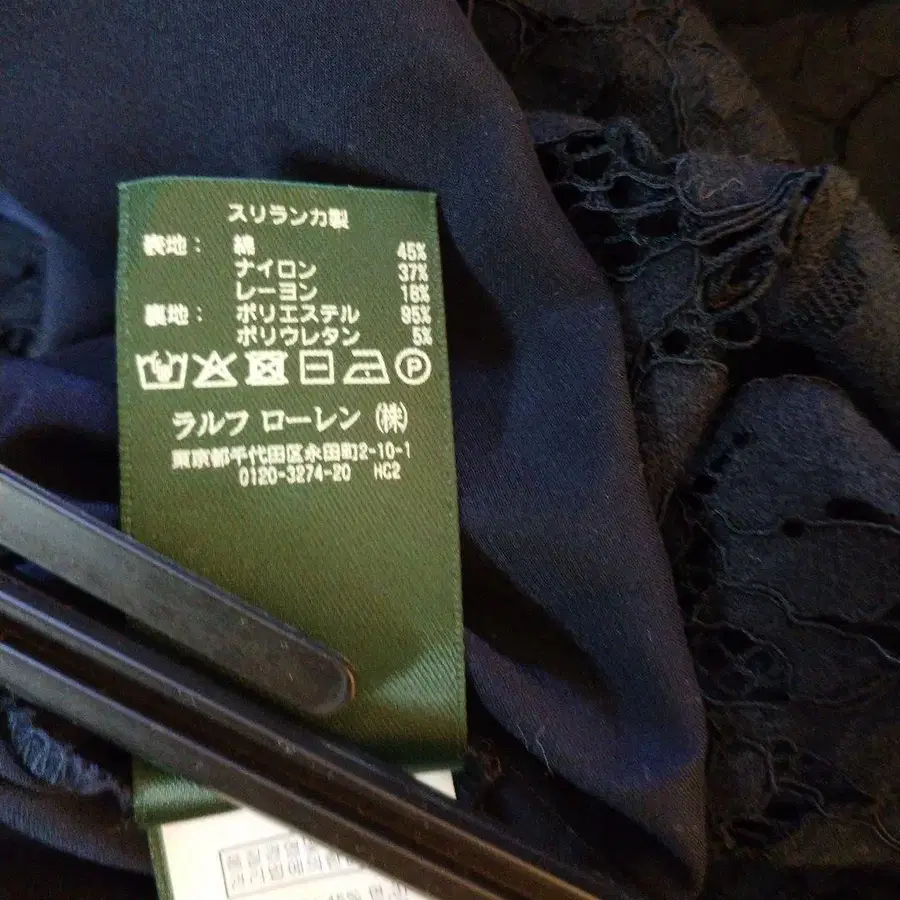 スリランカ製
表地： 綿 45%
ナイロン 37%
レーヨン 18%
裏地： ポリエステル 95%
ポリウレタン 5%
P
ラルフ ローレン ㈱
東京都千代田区永田町2-10-1
0120-3274-20 HC2
45%